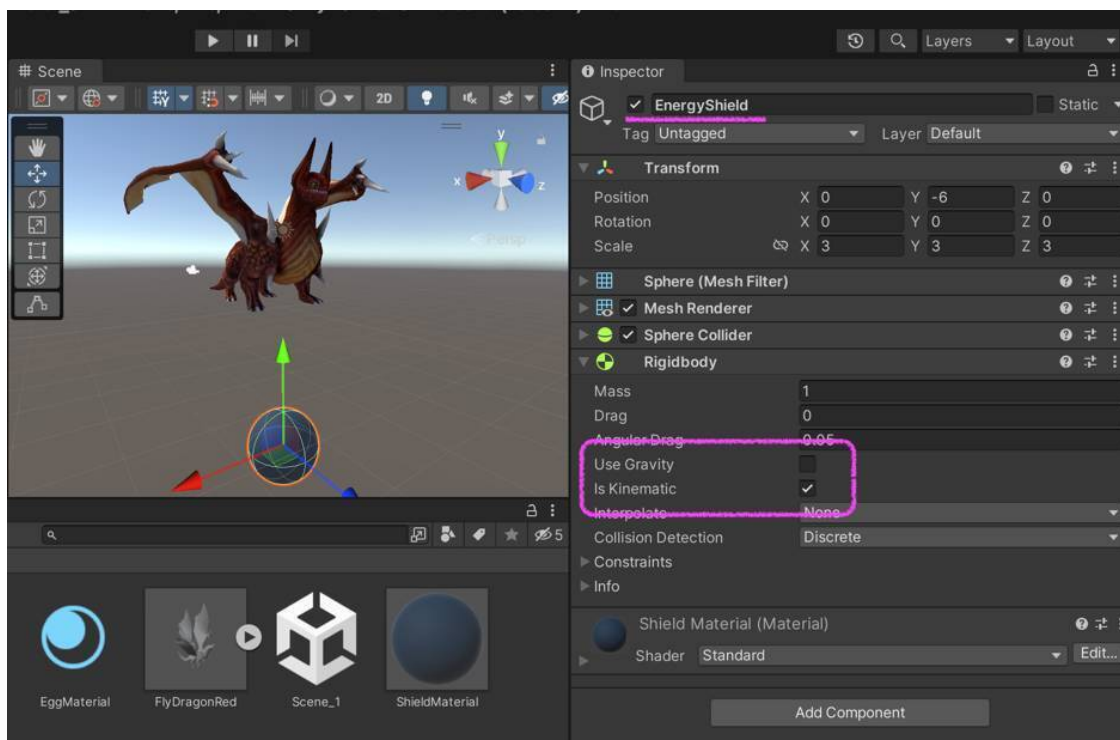 Layers
Layout
Scene
Inspector
2D
EnergyShield
Static
Tag Untagged
Layer Default
y
x
z
Persp
Transform
Position X 0 Y -6 Z 0
Rotation X 0 Y 0 Z 0
Scale X 3 Y 3 Z 3
Sphere (Mesh Filter)
Mesh Renderer
Sphere Collider
Rigidbody
Mass 1
Drag 0
Angular Drag 0.05
Use Gravity
Is Kinematic
Interpolate None
Collision Detection Discrete
Constraints
Info
5
Shield Material (Material)
Shader Standard
Edit...
EggMaterial
FlyDragonRed
Scene_1
ShieldMaterial
Add Component